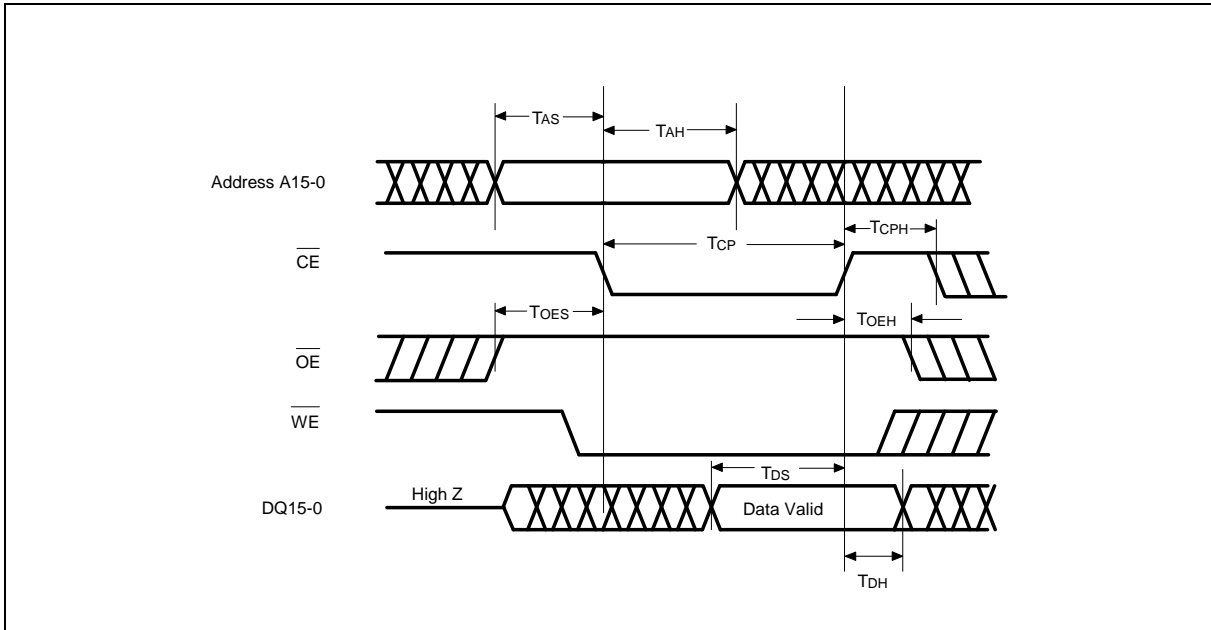 TAS
TAH
Address A15-0
TCPH
TCP
CE
TOES
TOEH
OE
WE
TDS
High Z
Data Valid
DQ15-0
TDH